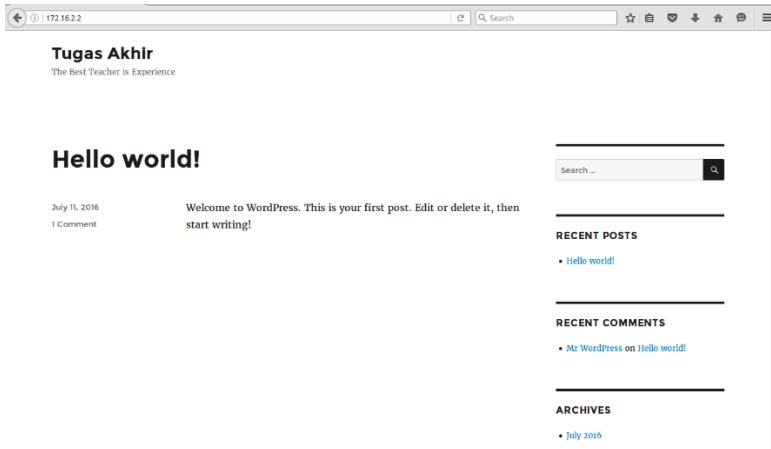 172.16.2.2
Search
Tugas Akhir
The Best Teacher is Experience
Hello world!
July 11, 2016
1 Comment
Welcome to WordPress. This is your first post. Edit or delete it, then
start writing!
Search ...
RECENT POSTS
Hello world!
RECENT COMMENTS
Mr WordPress on Hello world!
ARCHIVES
July 2016